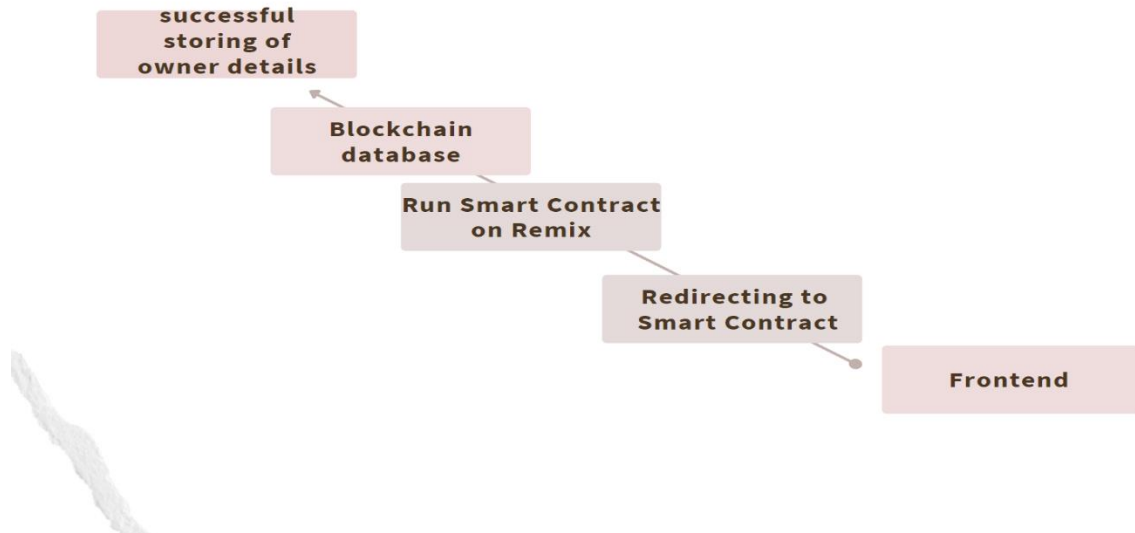 successful
storing of
owner details
Blockchain
database
Run Smart Contract
on Remix
Redirecting to
Smart Contract
Frontend